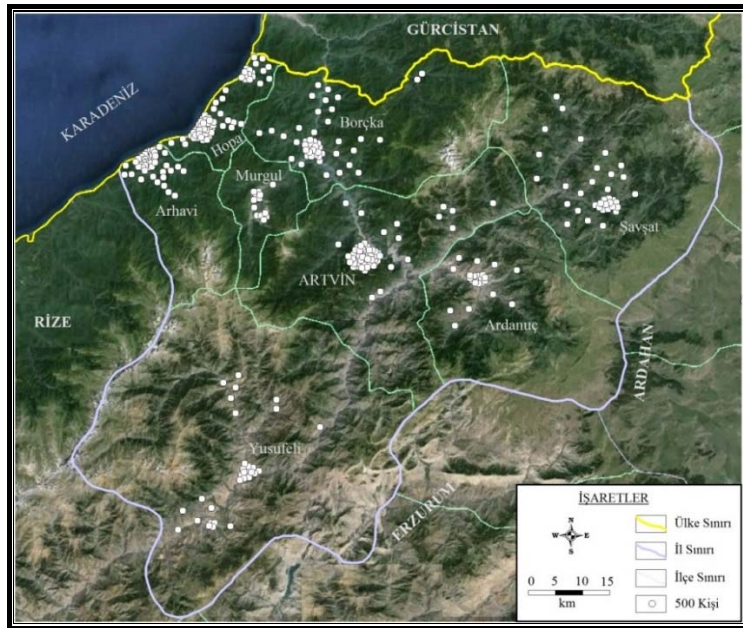 GÜRCİSTAN
KARADENİZ
Hopa
Borçka
Murgul
Arhavi
Şavşat
ARTVİN
Ardanuç
RİZE
ARDAHAN
Yusufeli
ERZURUM
İŞARETLER
N
W E
S
0 5 10 15
km
Ülke Sınırı
İl Sınırı
İlçe Sınırı
500 Kişi